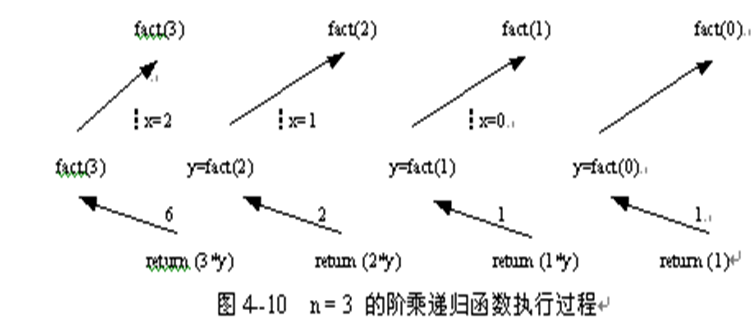 fact(3) fact(2) fact(1) fact(0)
x=2 x=1 x=0
fact(3) y=fact(2) y=fact(1) y=fact(0)
6 2 1 1
return (3*y) return (2*y) return (1*y) return (1)
图 4-10 n = 3 的阶乘递归函数执行过程